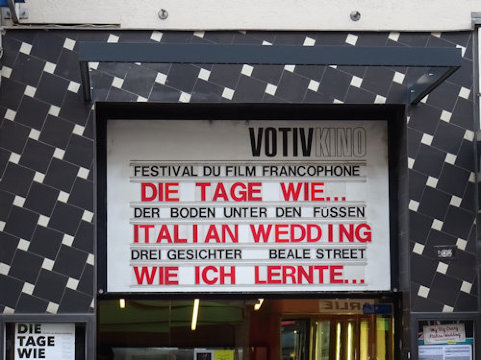 VOTIVKINO
FESTIVAL DU FILM FRANCOPHONE
DIE TAGE WIE...
DER BODEN UNTER DEN FÜSSEN
ITALIAN WEDDING
DREI GESICHTER BEALE STREET
WIE ICH LERNTE...
DIE
TAGE
WIE